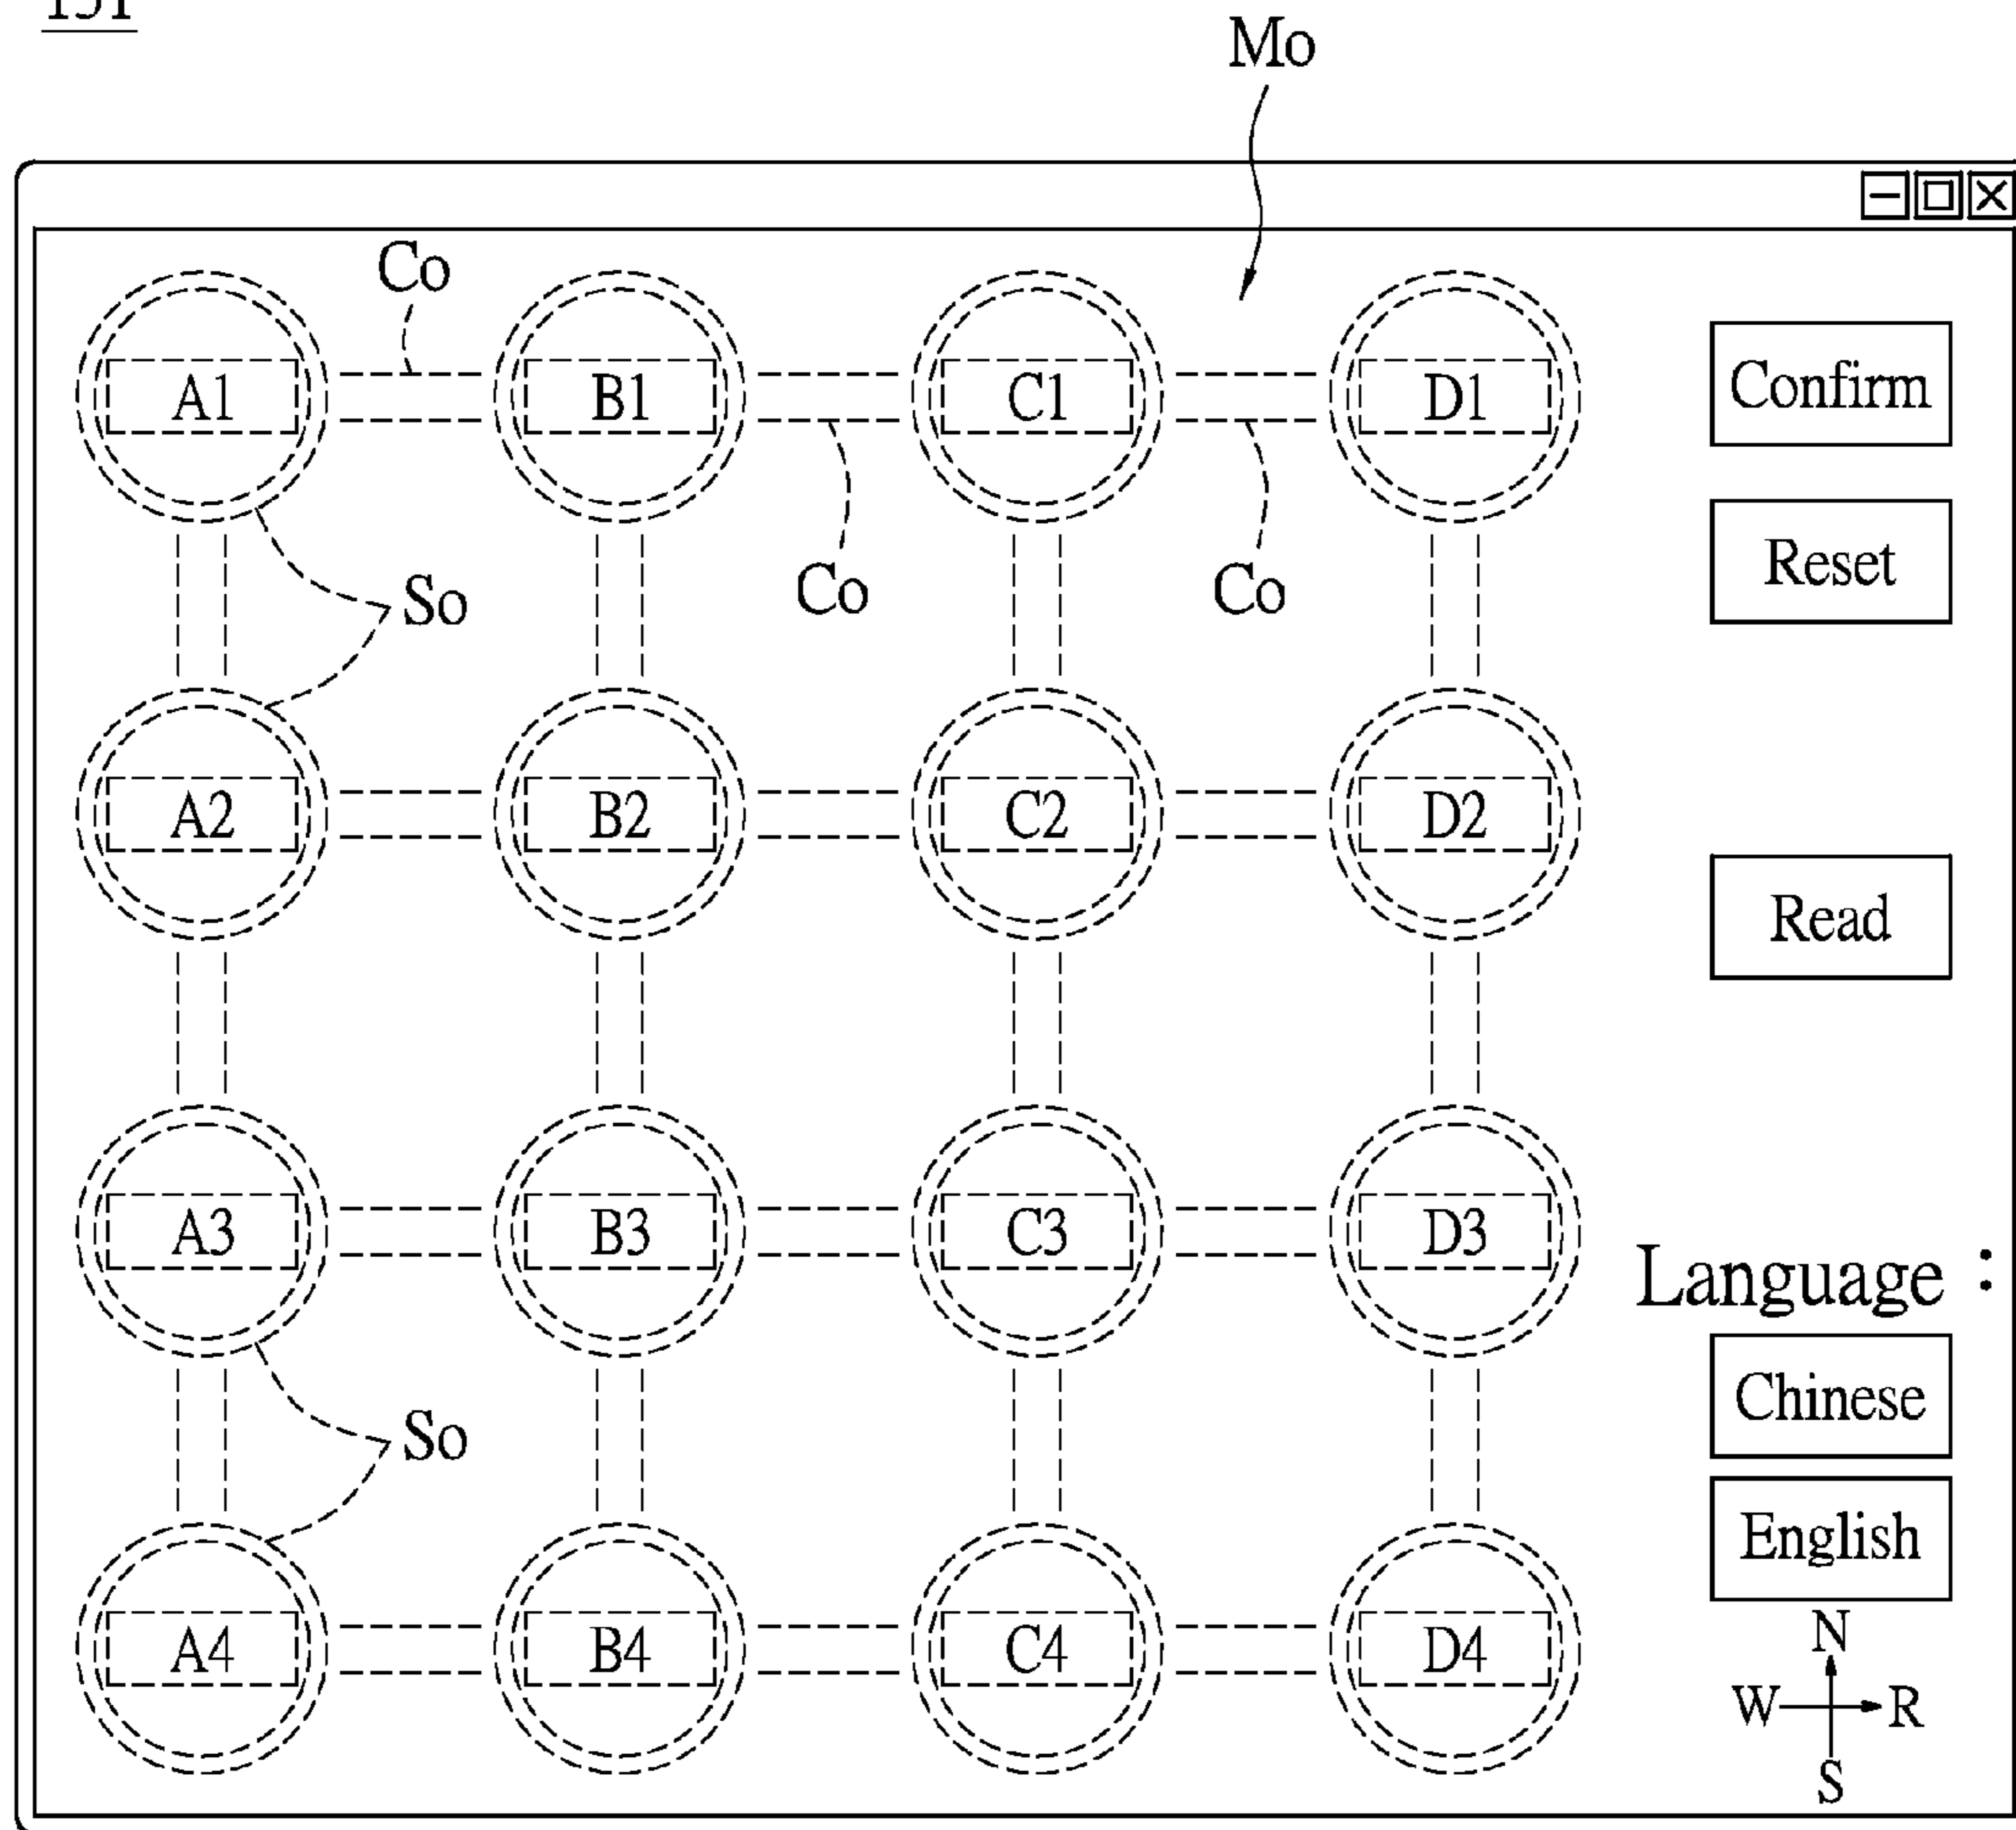 Mo
Co
A1 B1 C1 D1
Confirm
Reset
So Co Co
A2 B2 C2 D2
Read
A3 B3 C3 D3
Language :
Chinese
So
English
A4 B4 C4 D4
N
W R
S